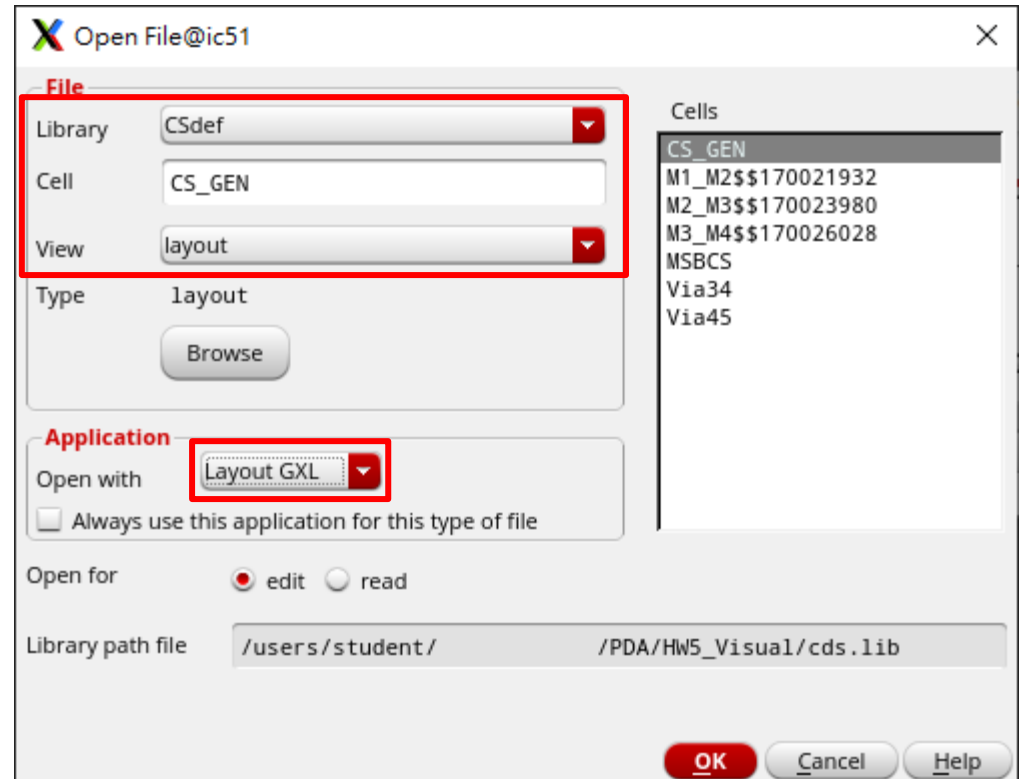 Open File@ic51
File
Library CSdef
Cell CS_GEN
View layout
Type layout
Browse
Application
Open with Layout GXL
Always use this application for this type of file
Open for edit read
Library path file /users/student/ /PDA/HW5_Visual/cds.lib
Cells
CS_GEN
M1_M2$$170021932
M2_M3$$170023980
M3_M4$$170026028
MSBCS
Via34
Via45
OK Cancel Help